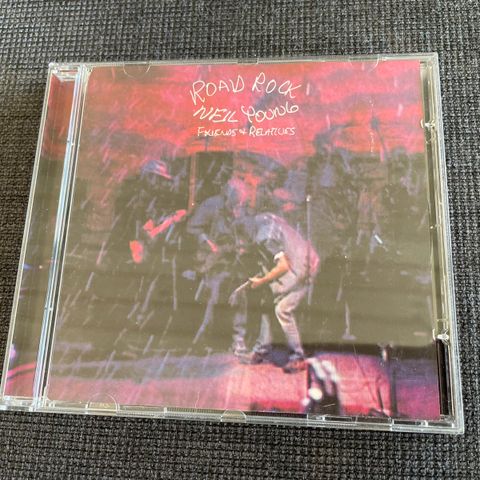 ROAD ROCK
NEIL YOUNG
FRIENDS & RELATIVES